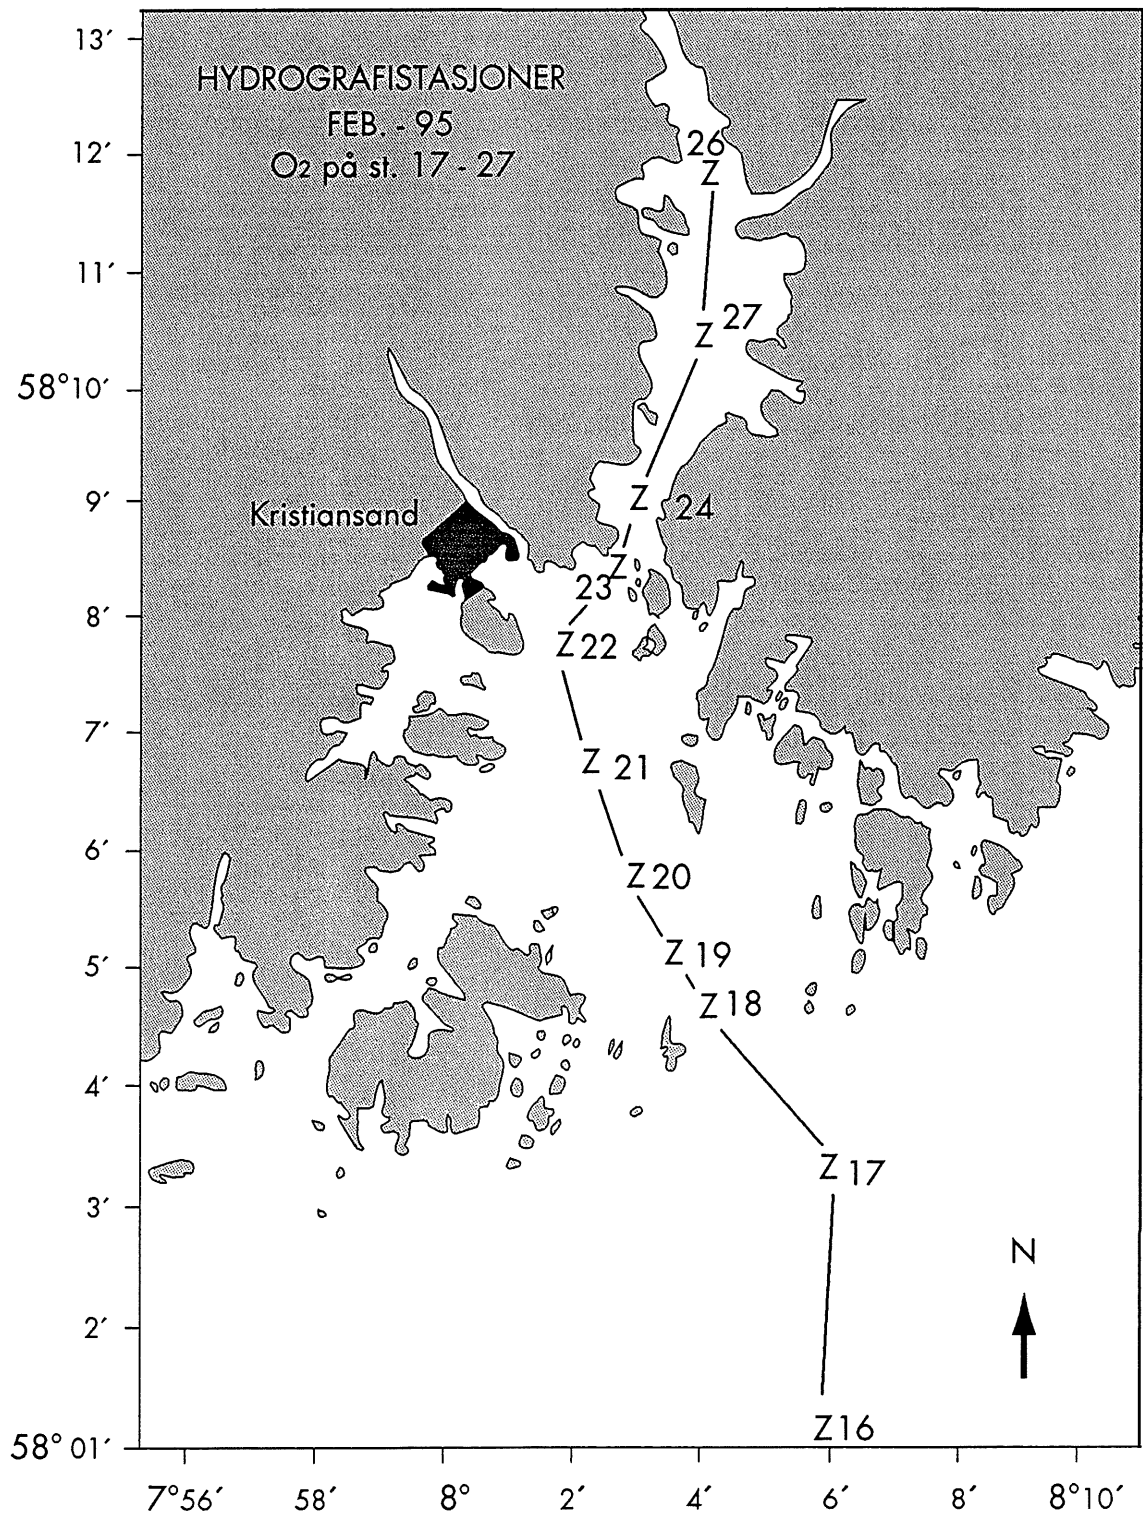 13′
HYDROGRAFISTASJONER
FEB. - 95
O2 på st. 17 - 27
12′
26
Z
11′
Z 27
58°10′
9′
Kristiansand
Z 24
Z
23
8′
Z 22
7′
Z 21
6′
Z 20
5′
Z 19
Z 18
4′
Z 17
3′
N
2′
Z16
58° 01′
7°56′ 58′ 8° 2′ 4′ 6′ 8′ 8°10′